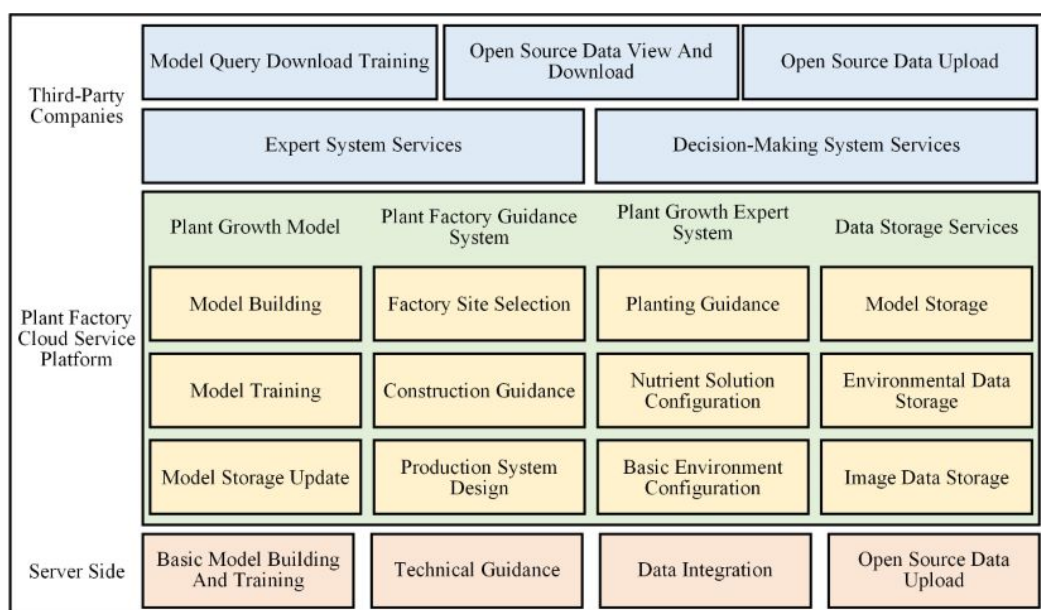 Third-Party
Companies
Model Query Download Training
Open Source Data View And
Download
Open Source Data Upload
Expert System Services
Decision-Making System Services
Plant Factory
Cloud Service
Platform
Plant Growth Model
Plant Factory Guidance
System
Plant Growth Expert
System
Data Storage Services
Model Building
Factory Site Selection
Planting Guidance
Model Storage
Model Training
Construction Guidance
Nutrient Solution
Configuration
Environmental Data
Storage
Model Storage Update
Production System
Design
Basic Environment
Configuration
Image Data Storage
Server Side
Basic Model Building
And Training
Technical Guidance
Data Integration
Open Source Data
Upload